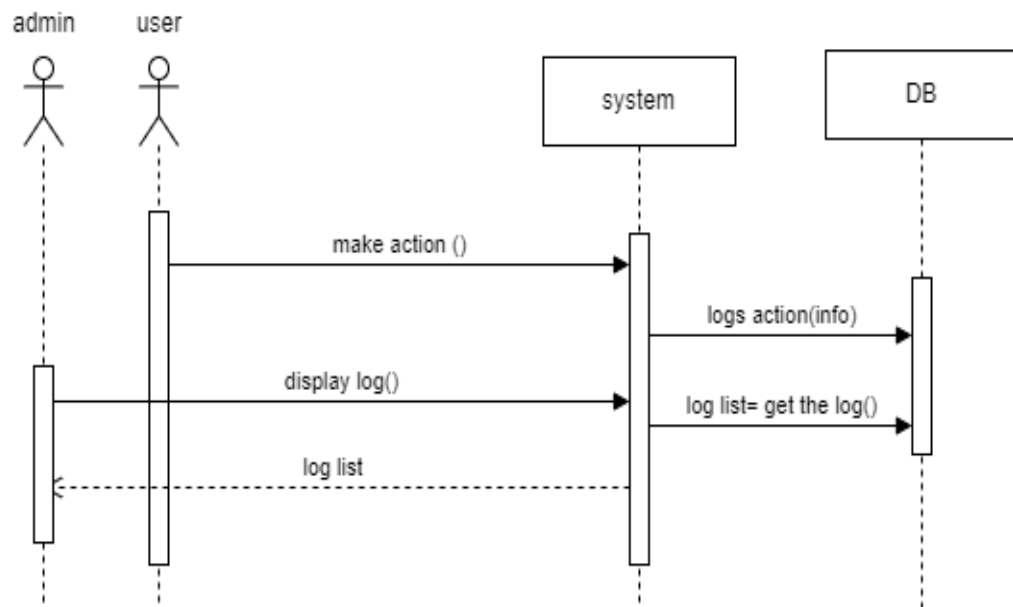 admin
user
system
DB
make action ()
logs action(info)
display log()
log list= get the log()
log list